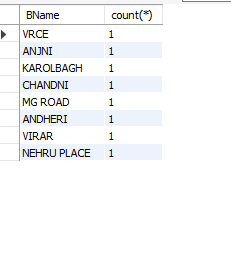 BName count(*)
VRCE 1
ANJNI 1
KAROLBAGH 1
CHANDNI 1
MG ROAD 1
ANDHERI 1
VIRAR 1
NEHRU PLACE 1